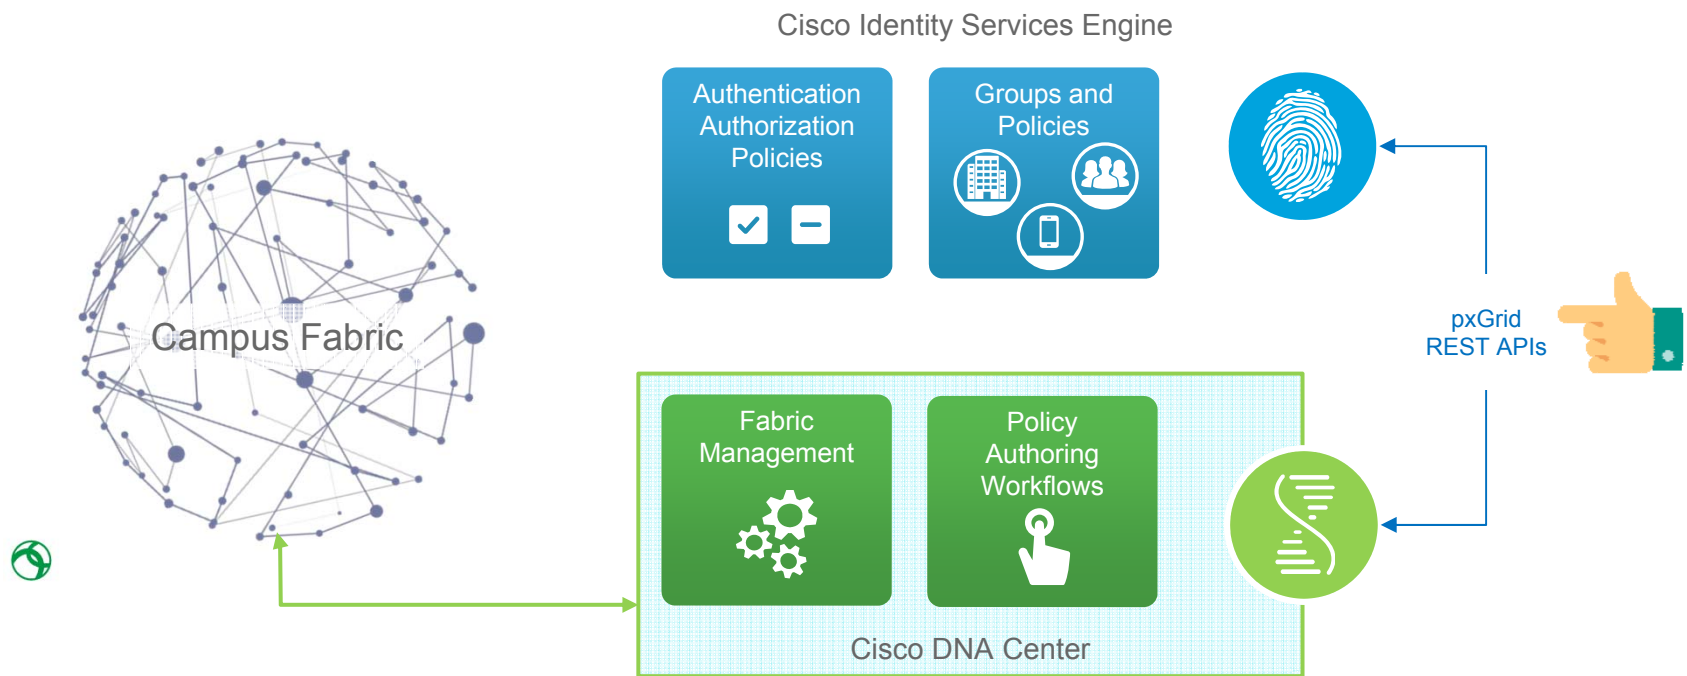 Cisco Identity Services Engine
Authentication
Authorization
Policies
Groups and
Policies
Campus Fabric
pxGrid
REST APIs
Fabric
Management
Policy
Authoring
Workflows
Cisco DNA Center